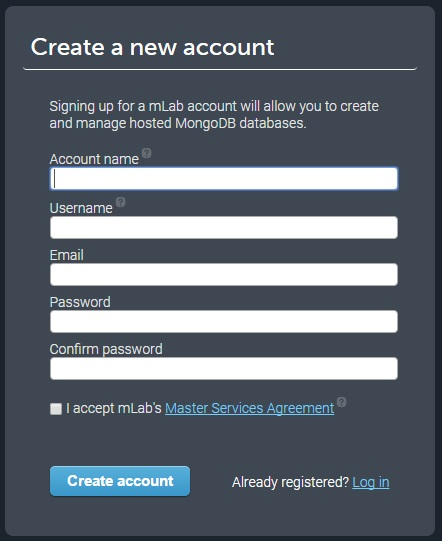 Create a new account
Signing up for a mLab account will allow you to create
and manage hosted MongoDB databases.
Account name ?
Username ?
Email
Password
Confirm password
I accept mLab's Master Services Agreement ?
Create account
Already registered? Log in